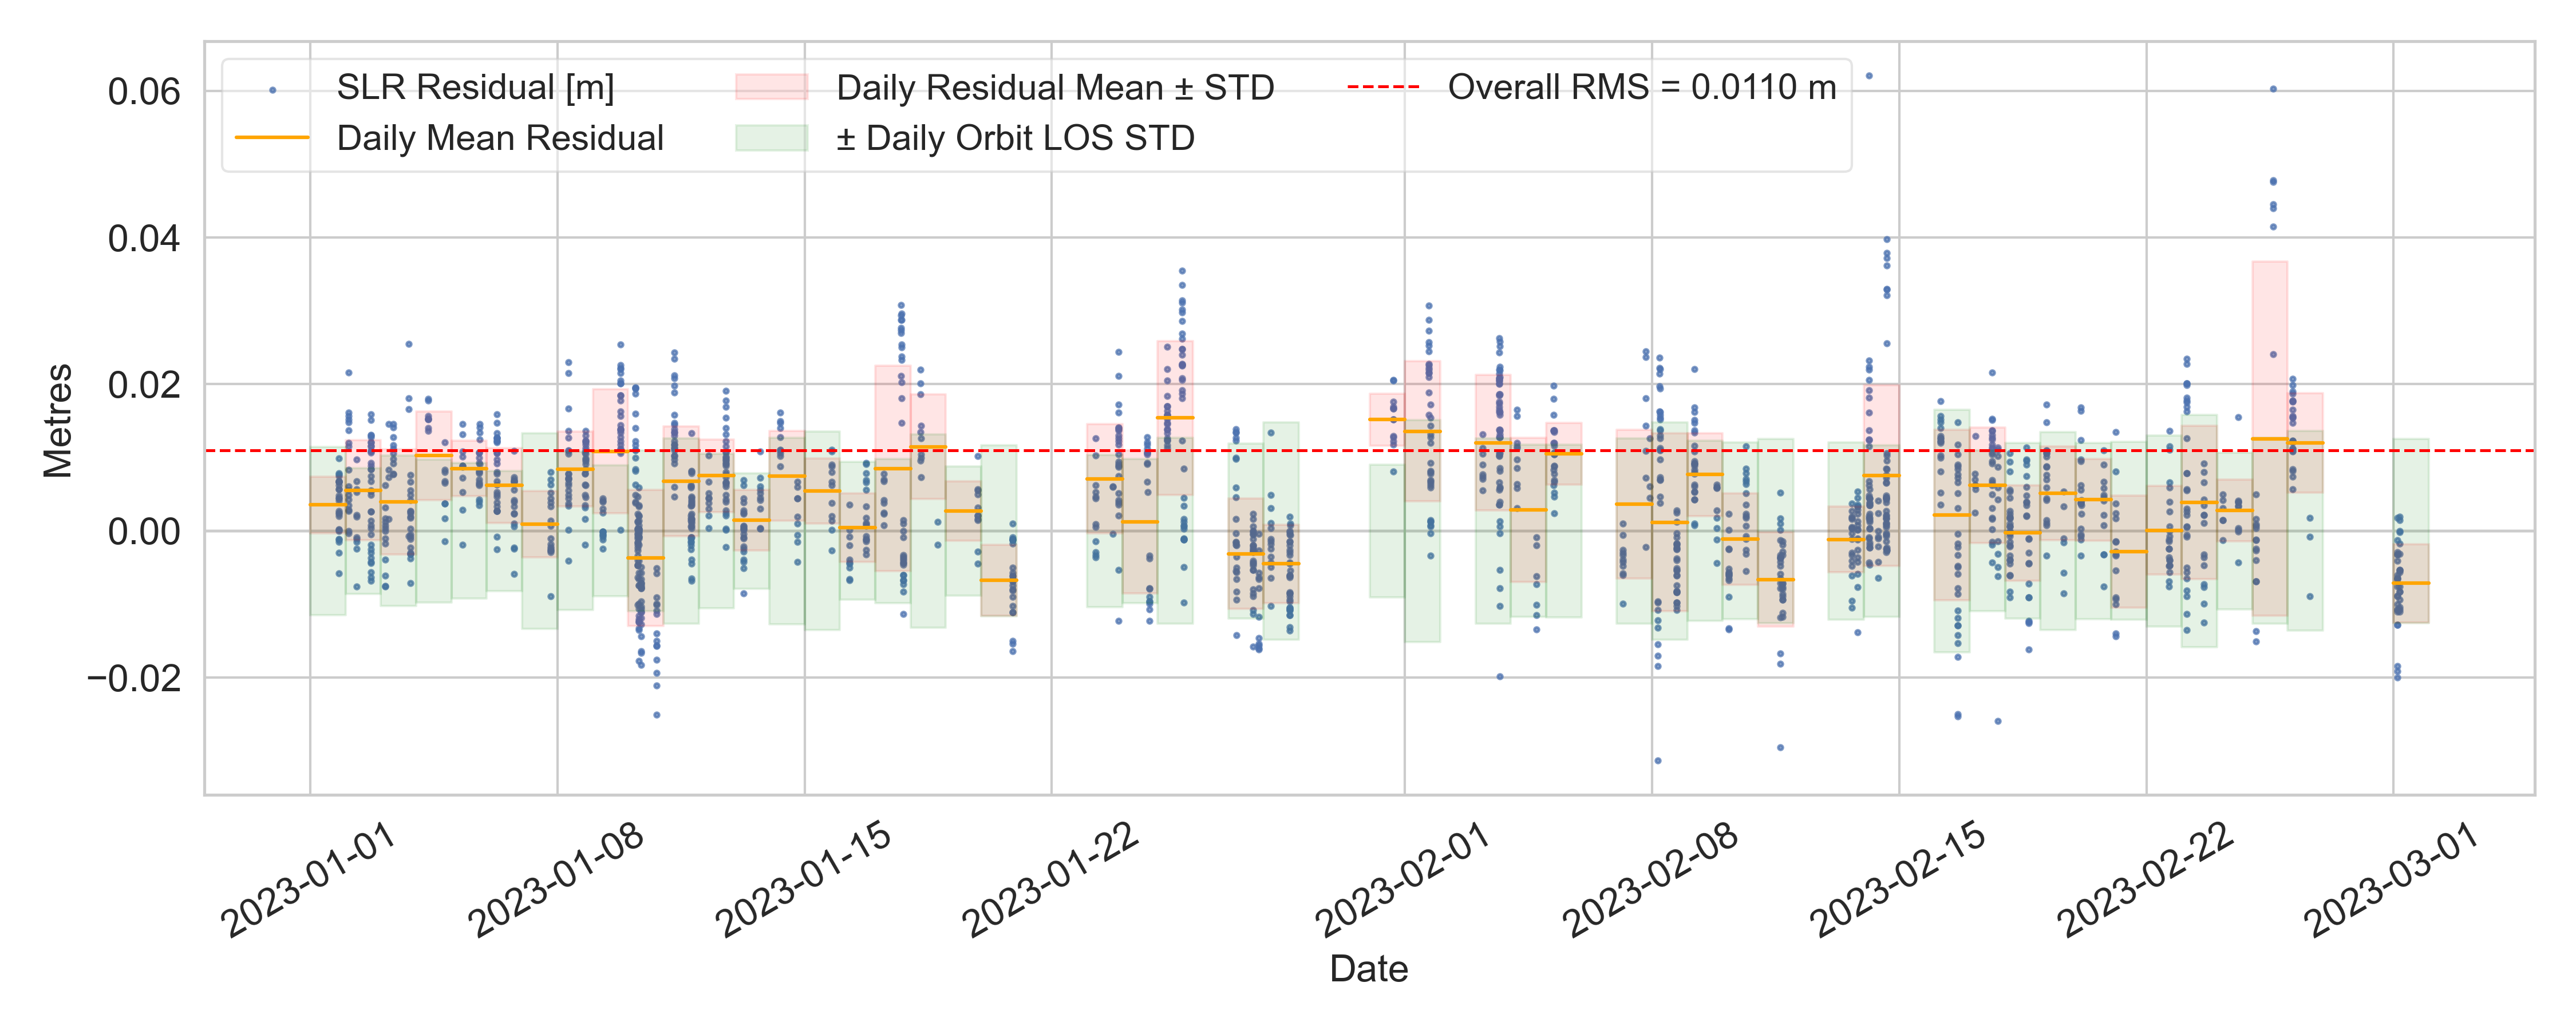 SLR Residual [m]
Daily Mean Residual
Daily Residual Mean ± STD
± Daily Orbit LOS STD
Overall RMS = 0.0110 m
Metres
0.06
0.04
0.02
0.00
−0.02
2023-01-01
2023-01-08
2023-01-15
2023-01-22
2023-02-01
2023-02-08
2023-02-15
2023-02-22
2023-03-01
Date